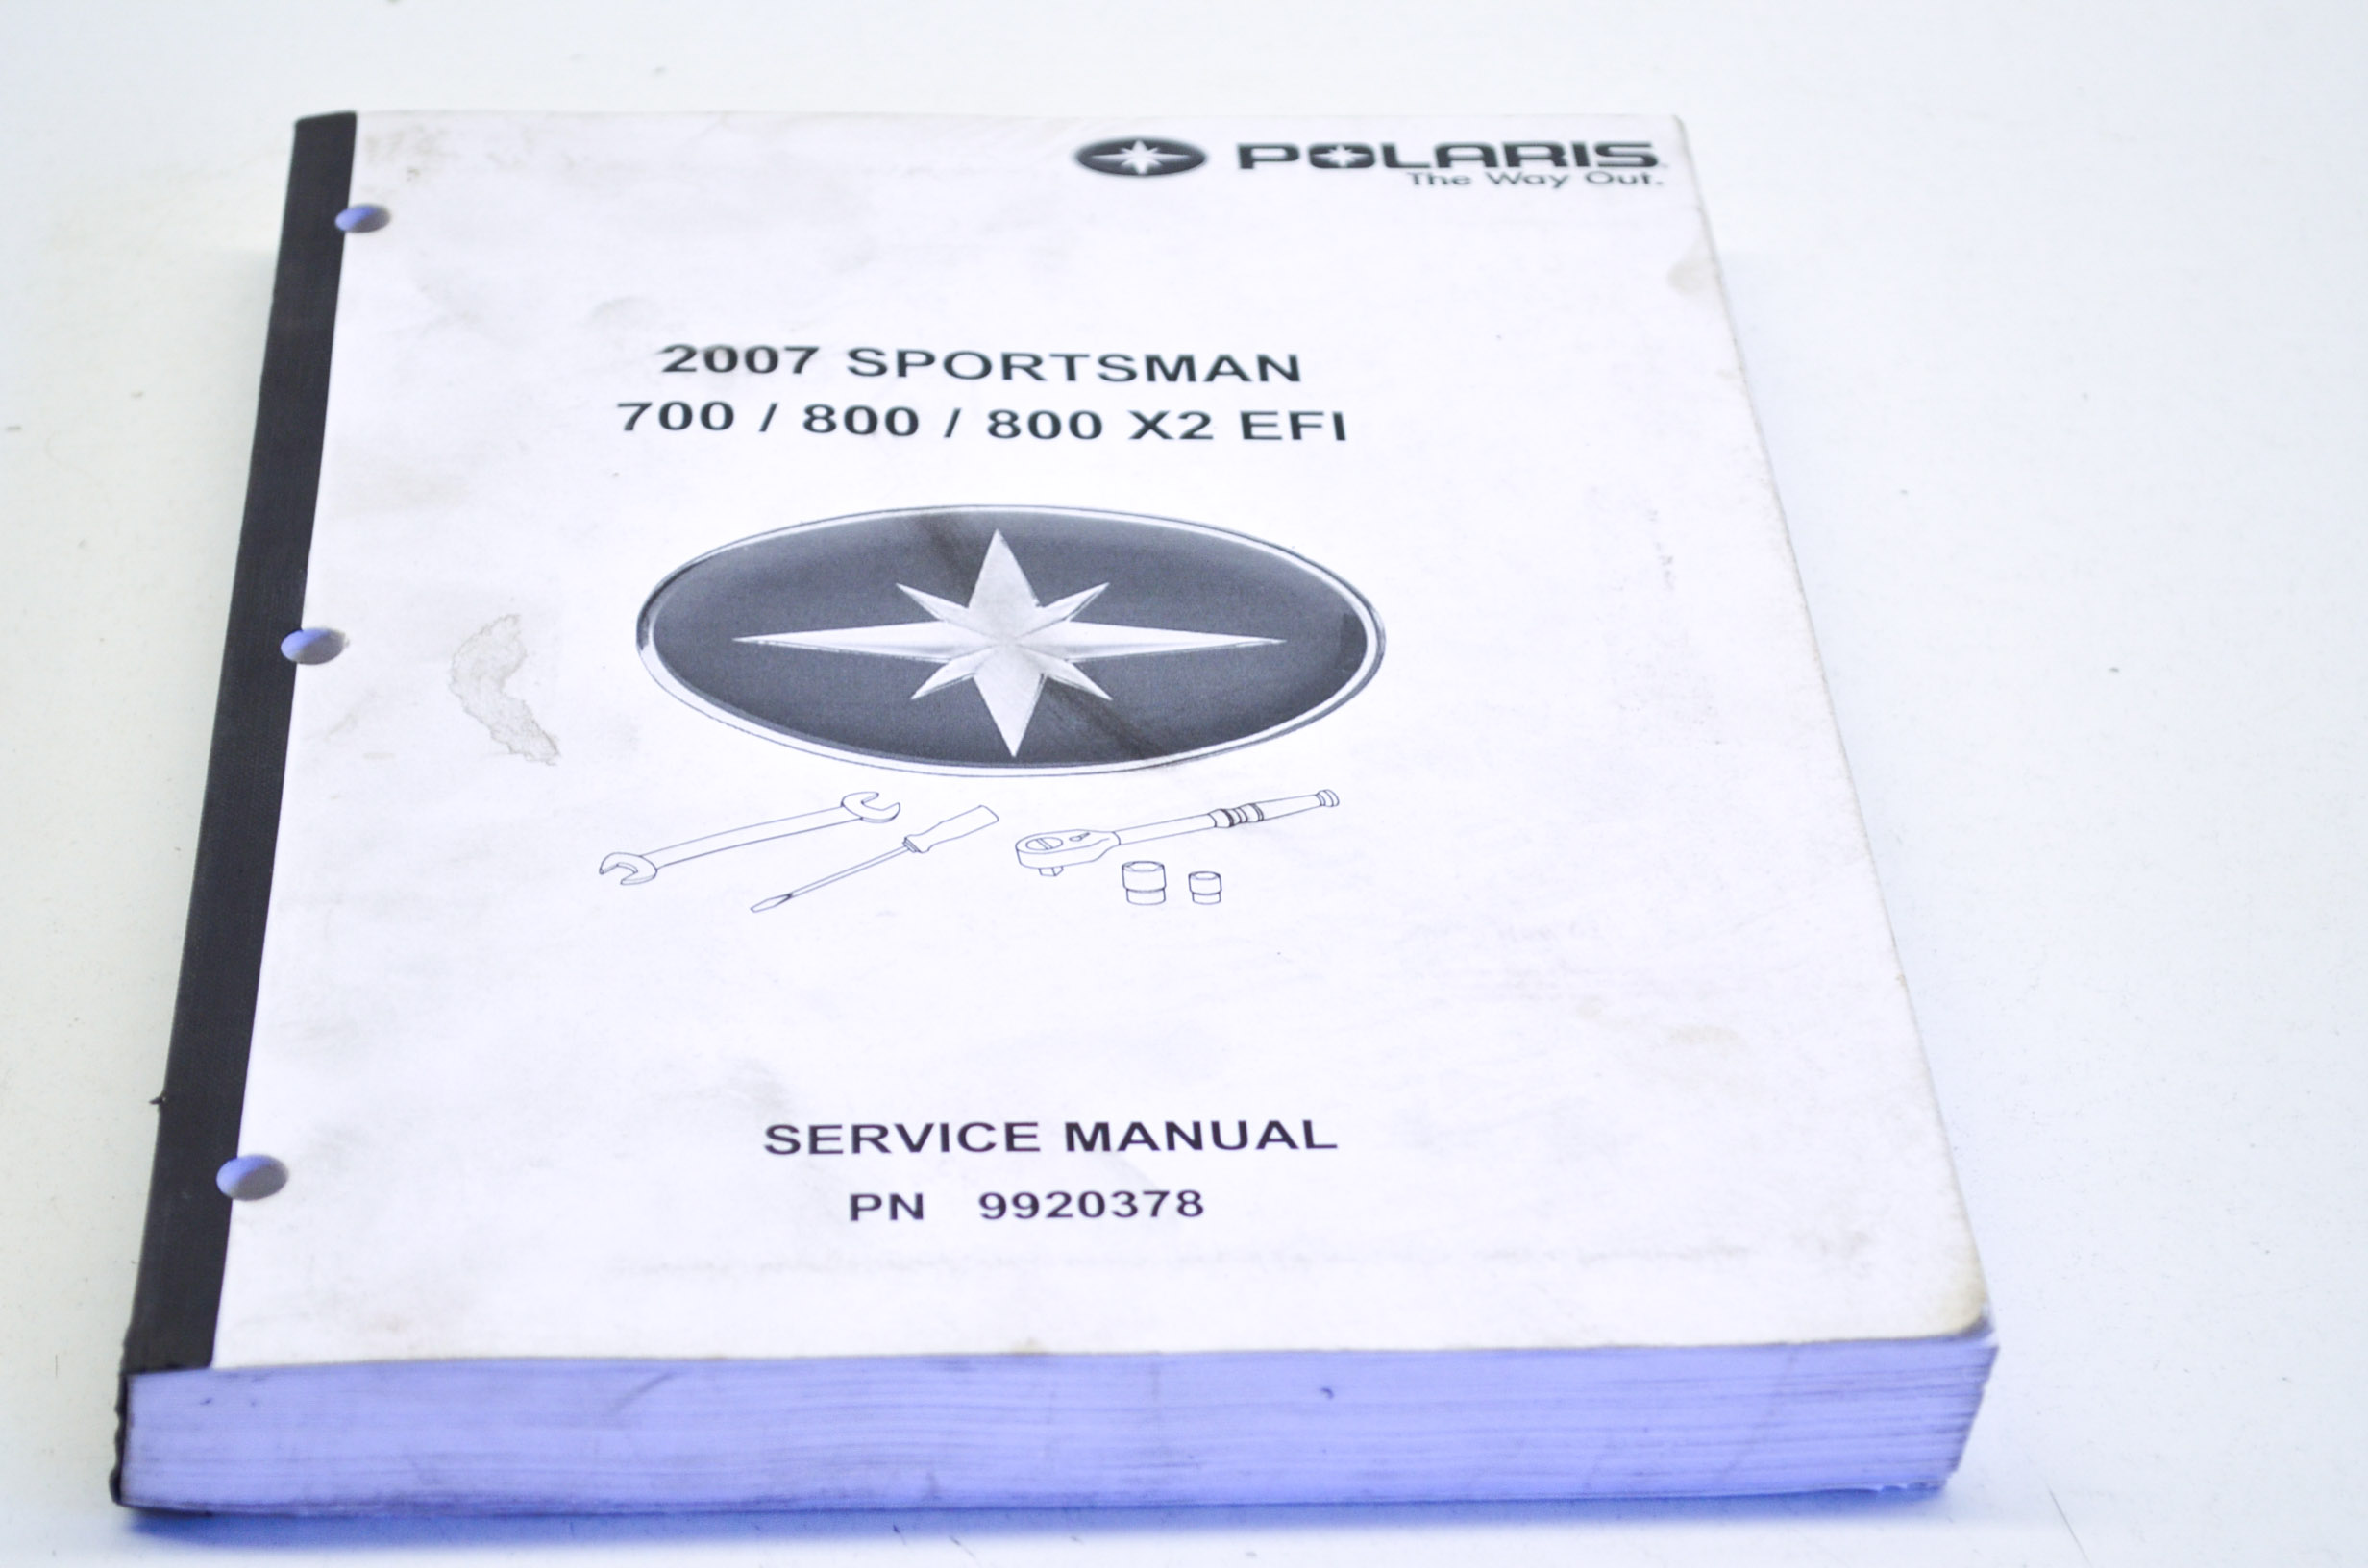 POLARIS
The Way Out.
2007 SPORTSMAN
700 / 800 / 800 X2 EFI
SERVICE MANUAL
PN 9920378